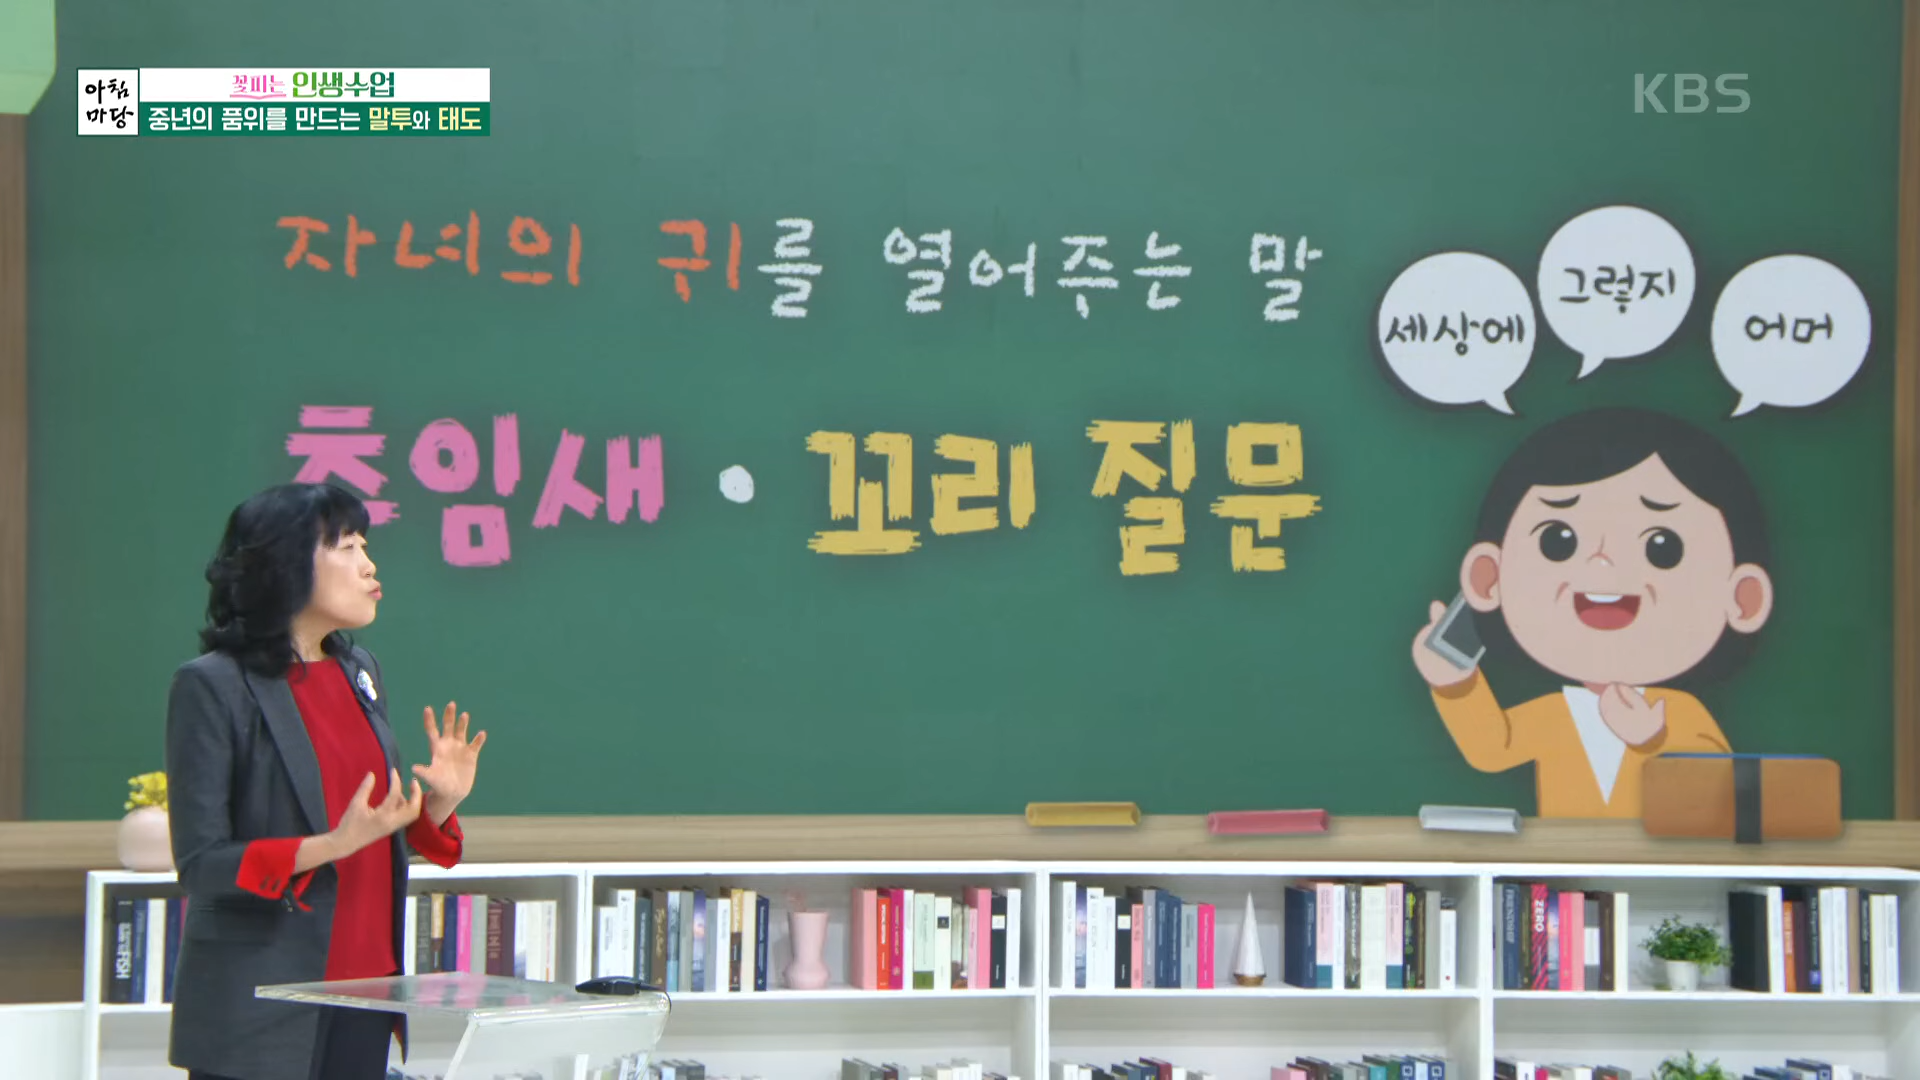 아침
마당
꽃피는 인생수업
중년의 품위를 만드는 말투와 태도
KBS
자녀의 귀를 열어주는 말
세상에
그렇지
어머
추임새 · 꼬리 질문
ZERO